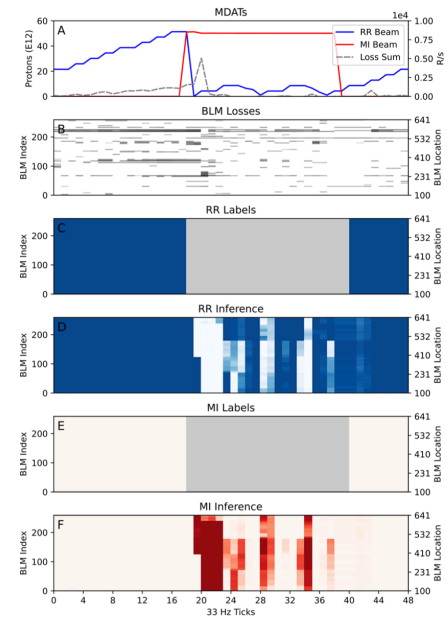 MDATs
1e4
A
RR Beam
MI Beam
Loss Sum
Protons (E12)
60
40
20
0
1.00
0.75
0.50
0.25
0.00
R/s
BLM Losses
B
BLM Index
200
100
0
641
532
410
231
100
BLM Location
RR Labels
C
BLM Index
200
100
0
641
532
410
231
100
BLM Location
RR Inference
D
BLM Index
200
100
0
641
532
410
231
100
BLM Location
MI Labels
E
BLM Index
200
100
0
641
532
410
231
100
BLM Location
MI Inference
F
BLM Index
200
100
0
641
532
410
231
100
BLM Location
0 4 8 12 16 20 24 28 32 36 40 44 48
33 Hz Ticks